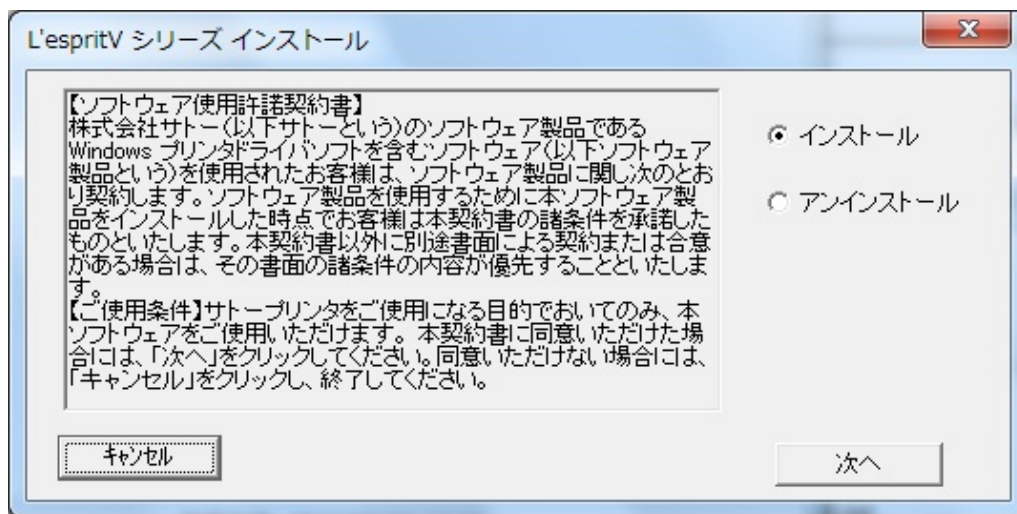 L'espritV シリーズ インストール
【ソフトウェア使用許諾契約書】
株式会社サトー(以下サトーという)のソフトウェア製品である
Windows プリンタドライバソフトを含むソフトウェア(以下ソフトウェア
製品という)を使用されたお客様は、ソフトウェア製品に関し次のとお
り契約します。ソフトウェア製品を使用するために本ソフトウェア製
品をインストールした時点でお客様は本契約書の諸条件を承諾した
ものといたします。本契約書以外に別途書面による契約または合意
がある場合は、その書面の諸条件の内容が優先することといたしま
す。
【ご使用条件】サトープリンタをご使用になる目的でおいてのみ、本
ソフトウェアをご使用いただけます。 本契約書に同意いただけた場
合には、「次へ」をクリックしてください。同意いただけない場合には、
「キャンセル」をクリックし、終了してください。
インストール
アンインストール
キャンセル
次へ